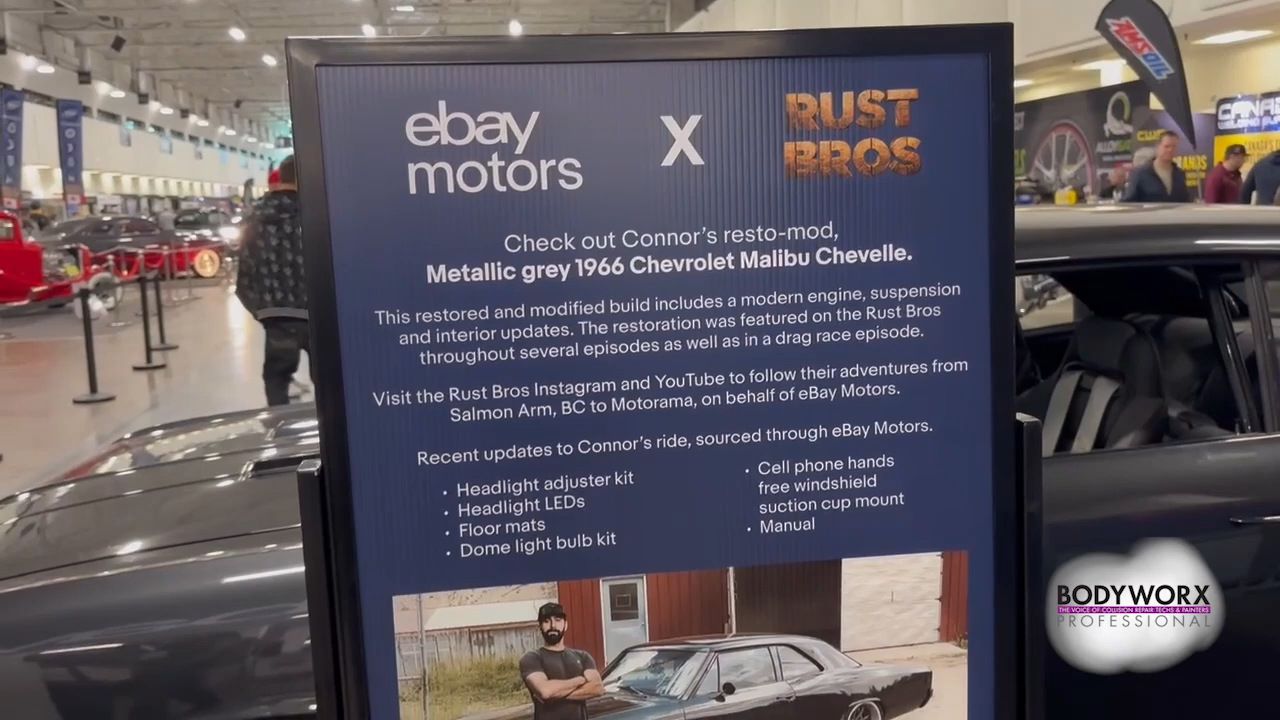 ebay
motors
X
RUST
BROS
Check out Connor's resto-mod,
Metallic grey 1966 Chevrolet Malibu Chevelle.
This restored and modified build includes a modern engine, suspension
and interior updates. The restoration was featured on the Rust Bros
throughout several episodes as well as in a drag race episode.
Visit the Rust Bros Instagram and YouTube to follow their adventures from
Salmon Arm, BC to Motorama, on behalf of eBay Motors.
Recent updates to Connor's ride, sourced through eBay Motors.
• Headlight adjuster kit
• Headlight LEDs
• Floor mats
• Dome light bulb kit
• Cell phone hands
free windshield
suction cup mount
• Manual
AMSOIL
BODYWORX
THE VOICE OF COLLISION REPAIR TECHS & PAINTERS
PROFESSIONAL